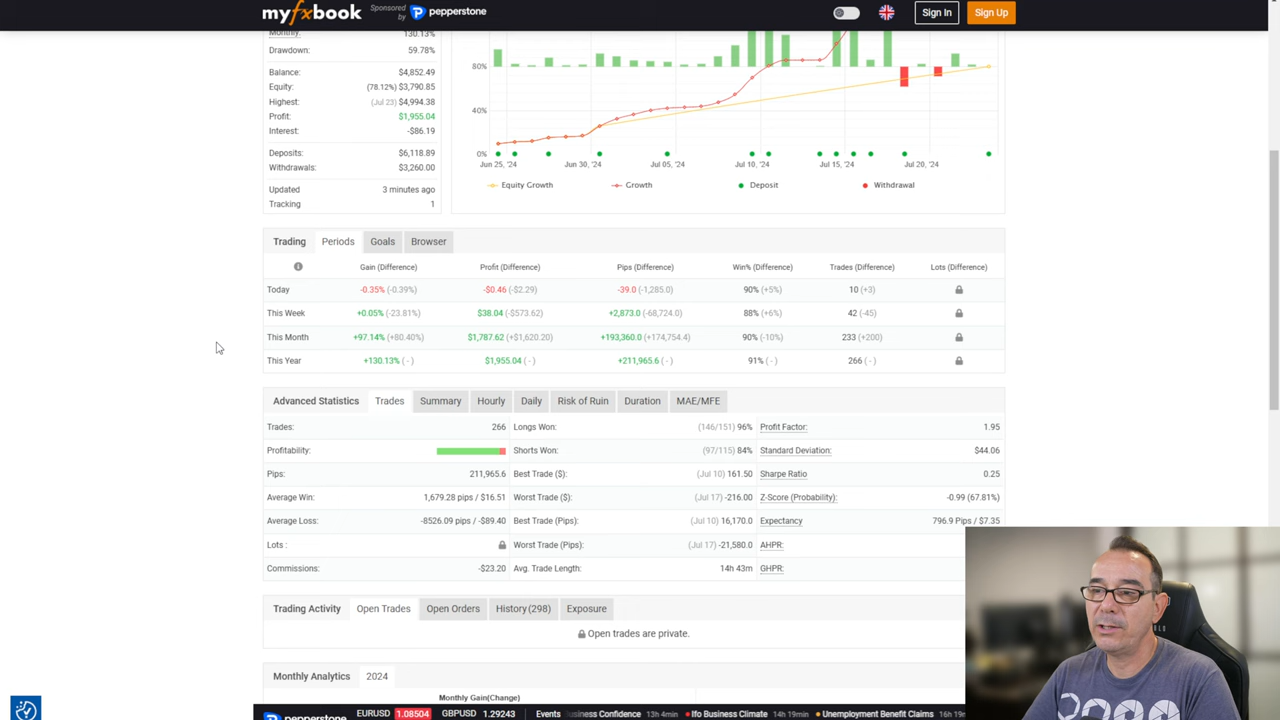 myfxbook Sponsored by pepperstone Sign In Sign Up
Monthly: 130.13%
Drawdown: 59.78%
Balance: $4,852.49
Equity: (78.12%) $3,790.85
Highest: (Jul 23) $4,994.38
Profit: $1,955.04
Interest: -$86.19
Deposits: $6,118.89
Withdrawals: $3,260.00
Updated 3 minutes ago
Tracking 1
80%
40%
0%
Jun 25, '24 Jun 30, '24 Jul 05, '24 Jul 10, '24 Jul 15, '24 Jul 20, '24
Equity Growth Growth Deposit Withdrawal
Trading Periods Goals Browser
Gain (Difference) Profit (Difference) Pips (Difference) Win% (Difference) Trades (Difference) Lots (Difference)
Today -0.35% (-0.39%) -$0.46 (-$2.29) -39.0 (-1,285.0) 90% (+5%) 10 (+3)
This Week +0.05% (-23.81%) $38.04 (-$573.62) +2,873.0 (-68,724.0) 88% (+6%) 42 (-45)
This Month +97.14% (+80.40%) $1,787.62 (+$1,620.20) +193,360.0 (+174,754.4) 90% (-10%) 233 (+200)
This Year +130.13% ( - ) $1,955.04 ( - ) +211,965.6 ( - ) 91% ( - ) 266 ( - )
Advanced Statistics Trades Summary Hourly Daily Risk of Ruin Duration MAE/MFE
Trades: 266 Longs Won: (146/151) 96% Profit Factor: 1.95
Profitability: Shorts Won: (97/115) 84% Standard Deviation: $44.06
Pips: 211,965.6 Best Trade ($): (Jul 10) 161.50 Sharpe Ratio 0.25
Average Win: 1,679.28 pips / $16.51 Worst Trade ($): (Jul 17) -216.00 Z-Score (Probability): -0.99 (67.81%)
Average Loss: -8526.09 pips / -$89.40 Best Trade (Pips): (Jul 10) 16,170.0 Expectancy 796.9 Pips / $7.35
Lots : Worst Trade (Pips): (Jul 17) -21,580.0 AHPR:
Commissions: -$23.20 Avg. Trade Length: 14h 43m GHPR:
Trading Activity Open Trades Open Orders History (298) Exposure
Open trades are private.
Monthly Analytics 2024
Monthly Gain(Change)
pepperstone EURUSD 1.08504 GBPUSD 1.29243 Events Business Confidence 13h 4min Ifo Business Climate 14h 19min Unemployment Benefit Claims 16h 19m